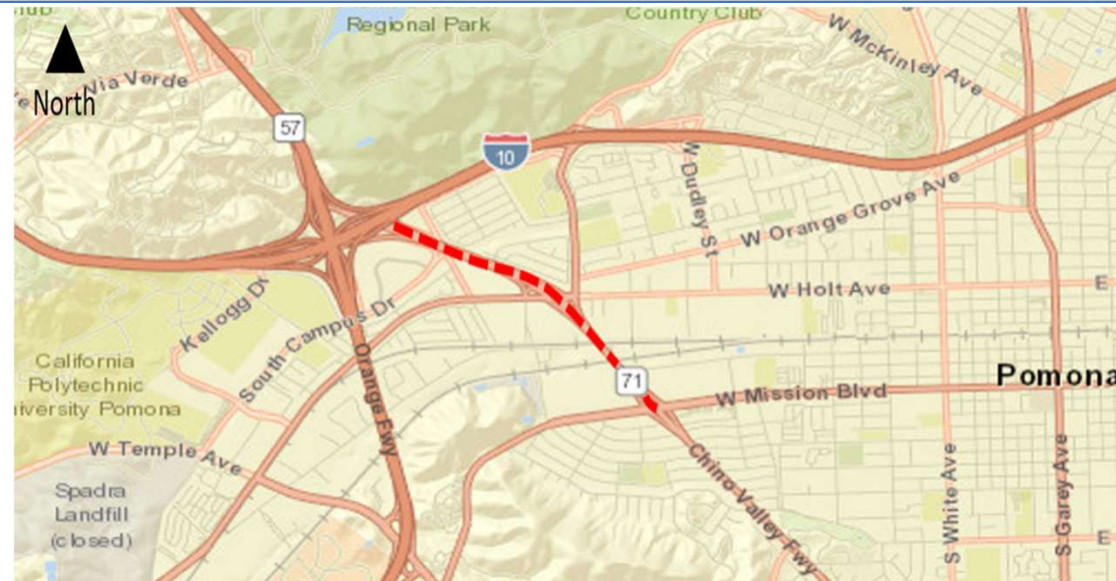 Regional Park
Country Club
W McKinley Ave
North
Via Verde
57
10
W Dudley St
W Orange Grove Ave
Kellogg Dr
South Campus Dr
W Holt Ave
E
California
Polytechnic
University Pomona
Orange Fwy
71
Pomona
W Mission Blvd
W Temple Ave
Chino Valley Fwy
S White Ave
S Garey Ave
Spadra
Landfill
(closed)
E